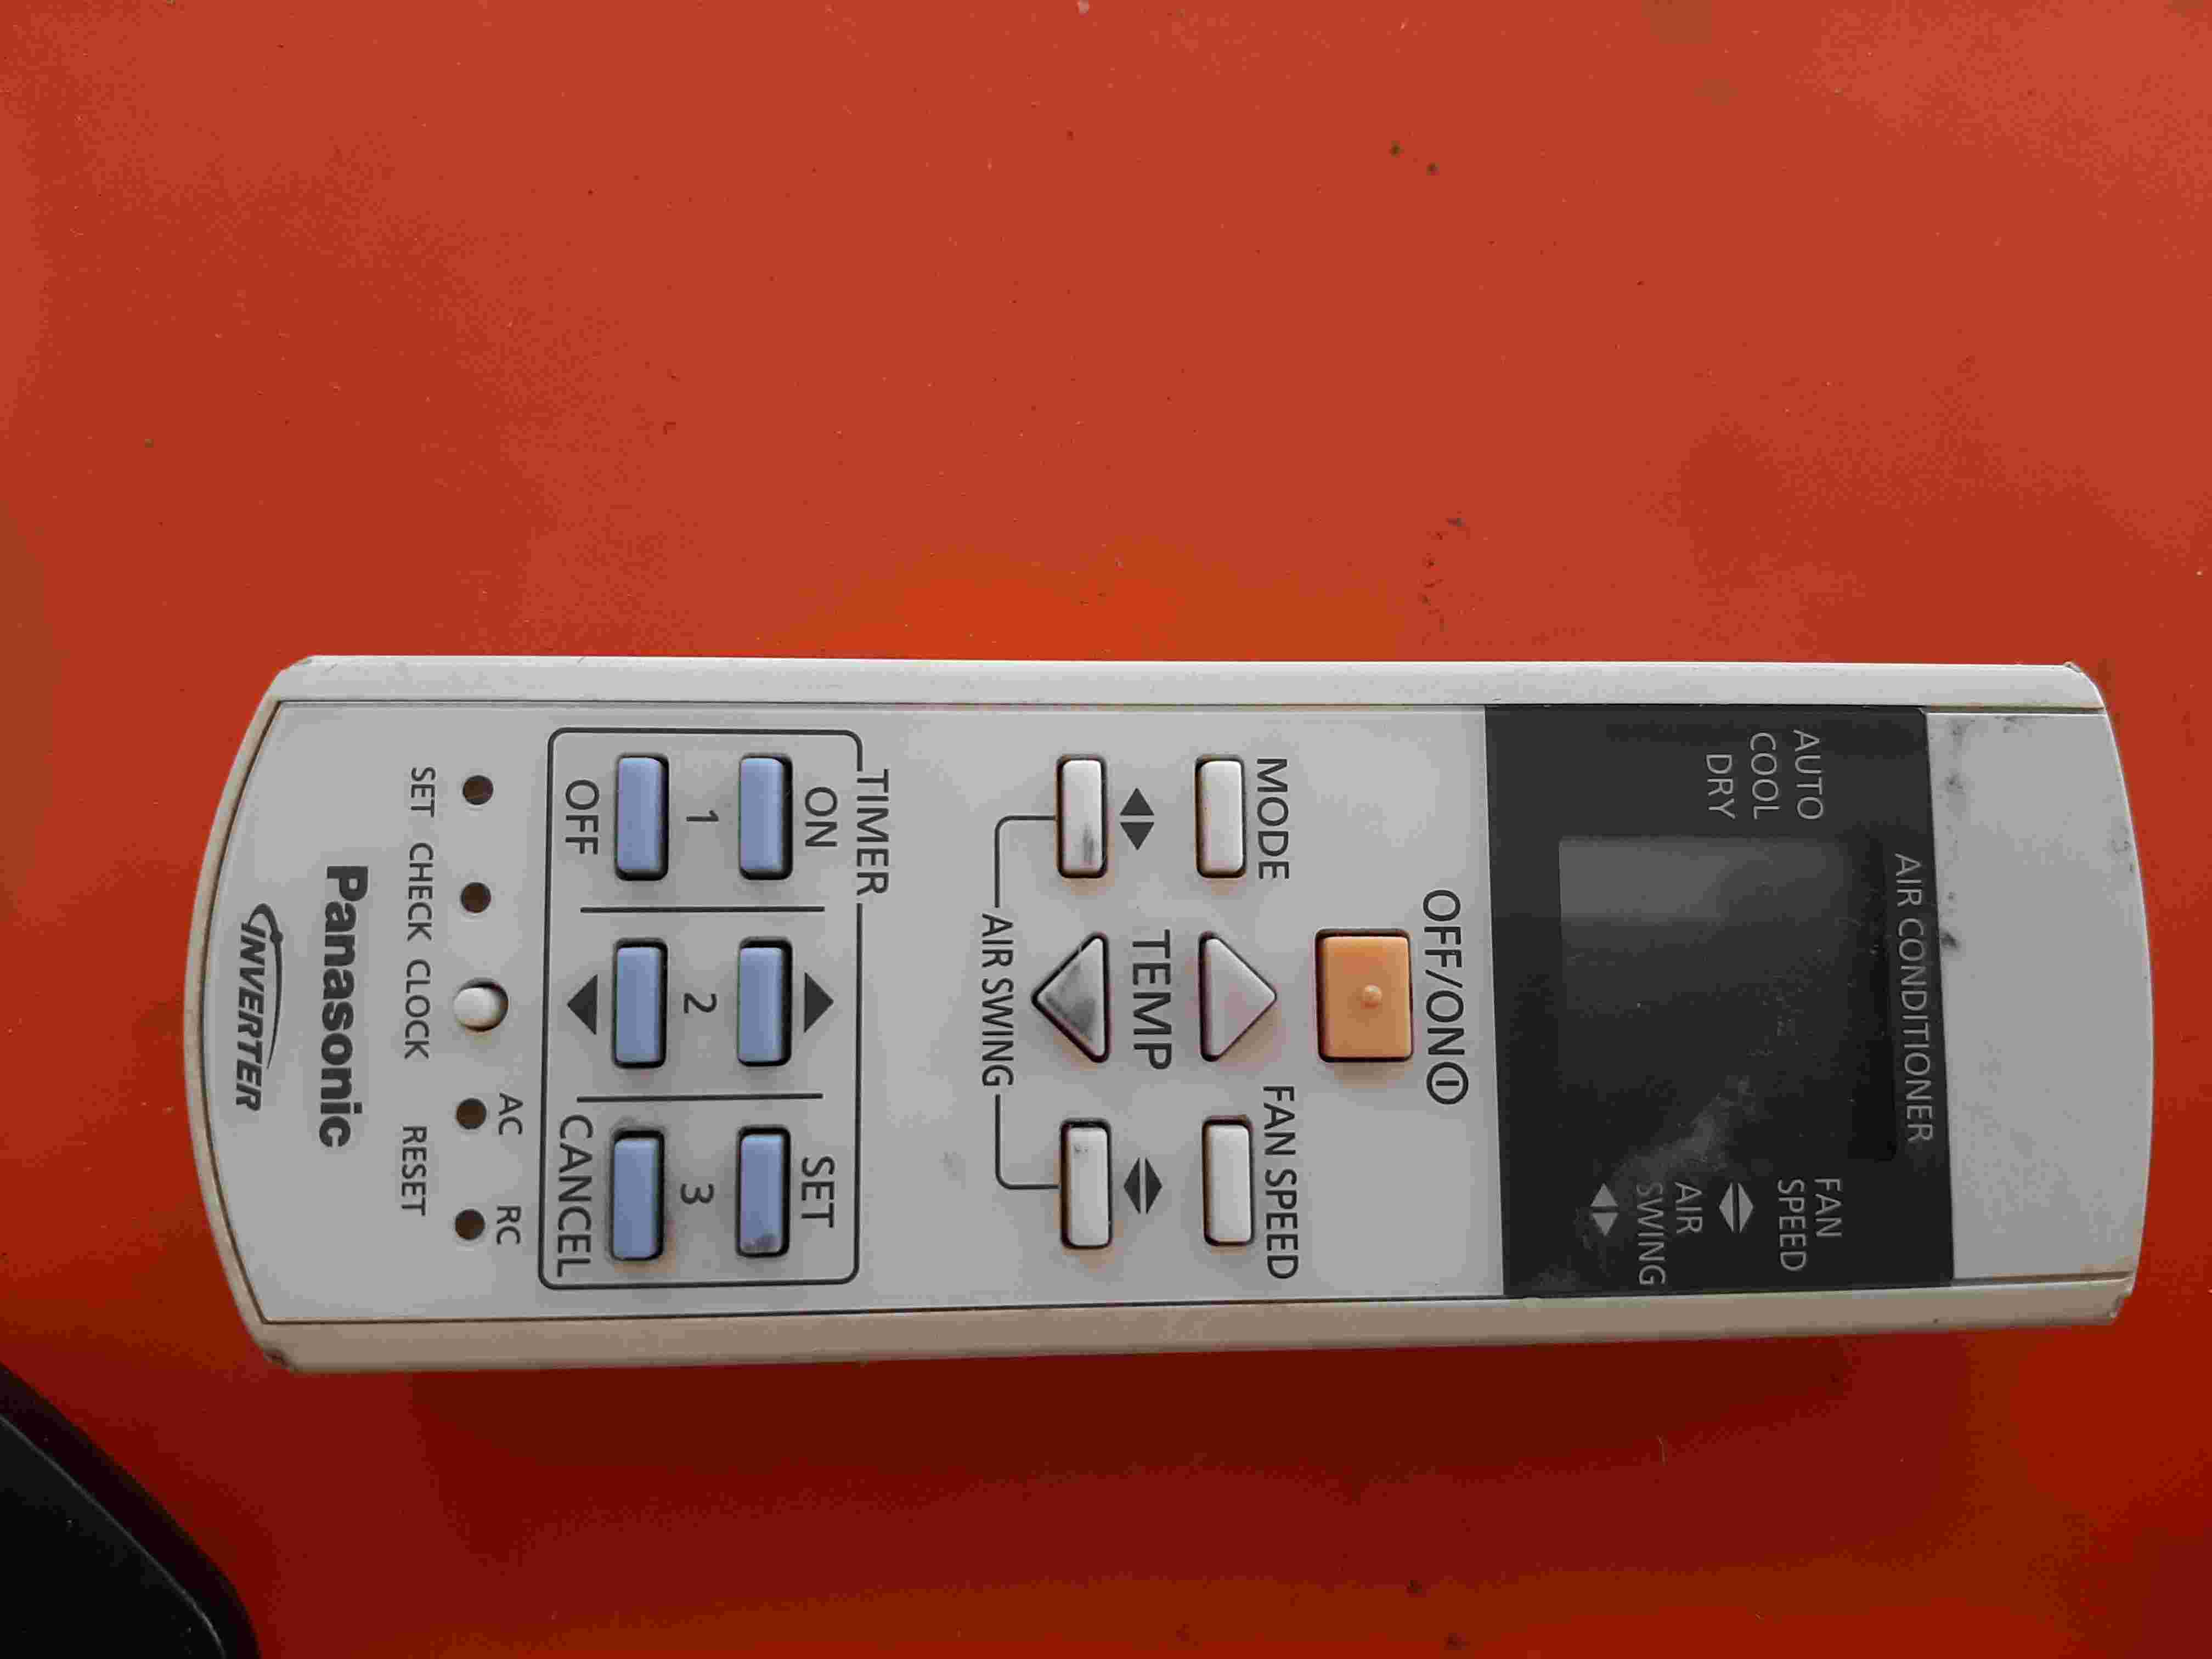 AIR CONDITIONER
AUTO
COOL
DRY
FAN
SPEED
AIR
SWING
OFF/ON
MODE
FAN SPEED
TEMP
AIR SWING
TIMER
ON
SET
1
2
3
OFF
CANCEL
AC
RC
SET
CHECK
CLOCK
RESET
Panasonic
INVERTER